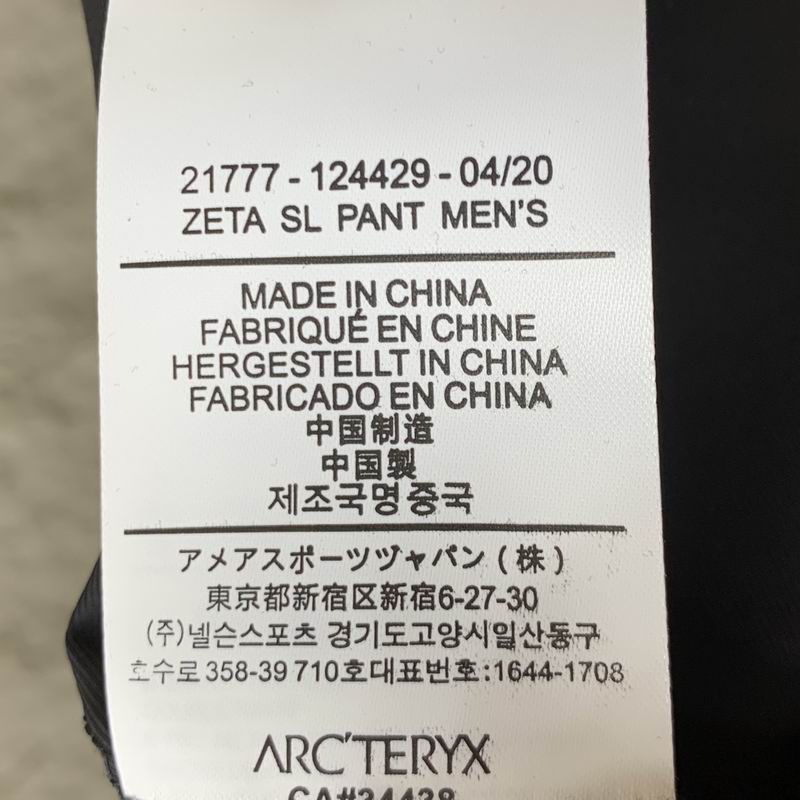 21777 - 124429 - 04/20
ZETA SL PANT MEN'S
MADE IN CHINA
FABRIQUÉ EN CHINE
HERGESTELLT IN CHINA
FABRICADO EN CHINA
中国制造
中国製
제조국명 중국
アメアスポーツヅャパン (株)
東京都新宿区新宿6-27-30
(주)넬슨스포츠 경기도고양시일산동구
호수로 358-39 710호대표번호:1644-1708
ARC'TERYX
CA#34438